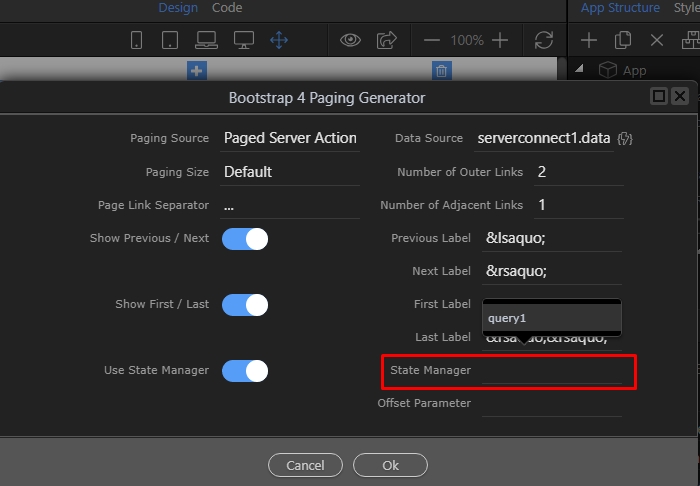 Design Code
App Structure Style
100%
App
Bootstrap 4 Paging Generator
Paging Source Paged Server Action
Data Source serverconnect1.data
Paging Size Default
Number of Outer Links 2
Page Link Separator ...
Number of Adjacent Links 1
Show Previous / Next
Previous Label &lsaquo;
Next Label &rsaquo;
Show First / Last
First Label
query1
Last Label &rsaquo;&rsaquo;
Use State Manager
State Manager
Offset Parameter
Cancel Ok